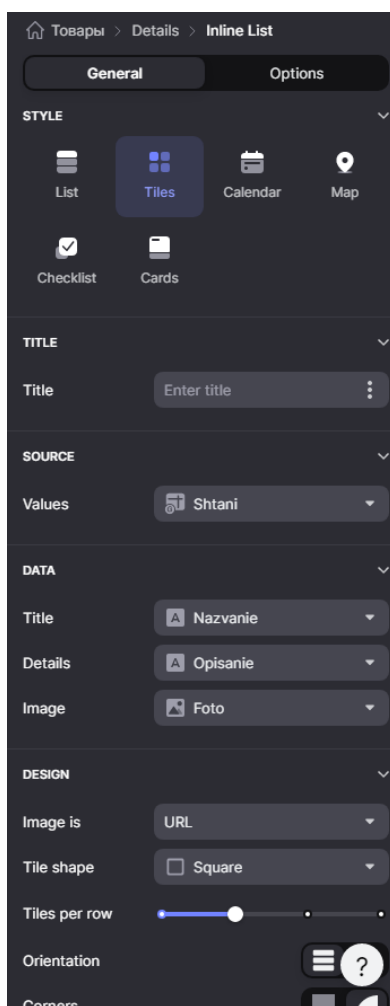 Товары > Details > Inline List
General Options
STYLE
List Tiles Calendar Map
Checklist Cards
TITLE
Title Enter title
SOURCE
Values Shtani
DATA
Title A Nazvanie
Details A Opisanie
Image Foto
DESIGN
Image is URL
Tile shape Square
Tiles per row
Orientation ?
Corners